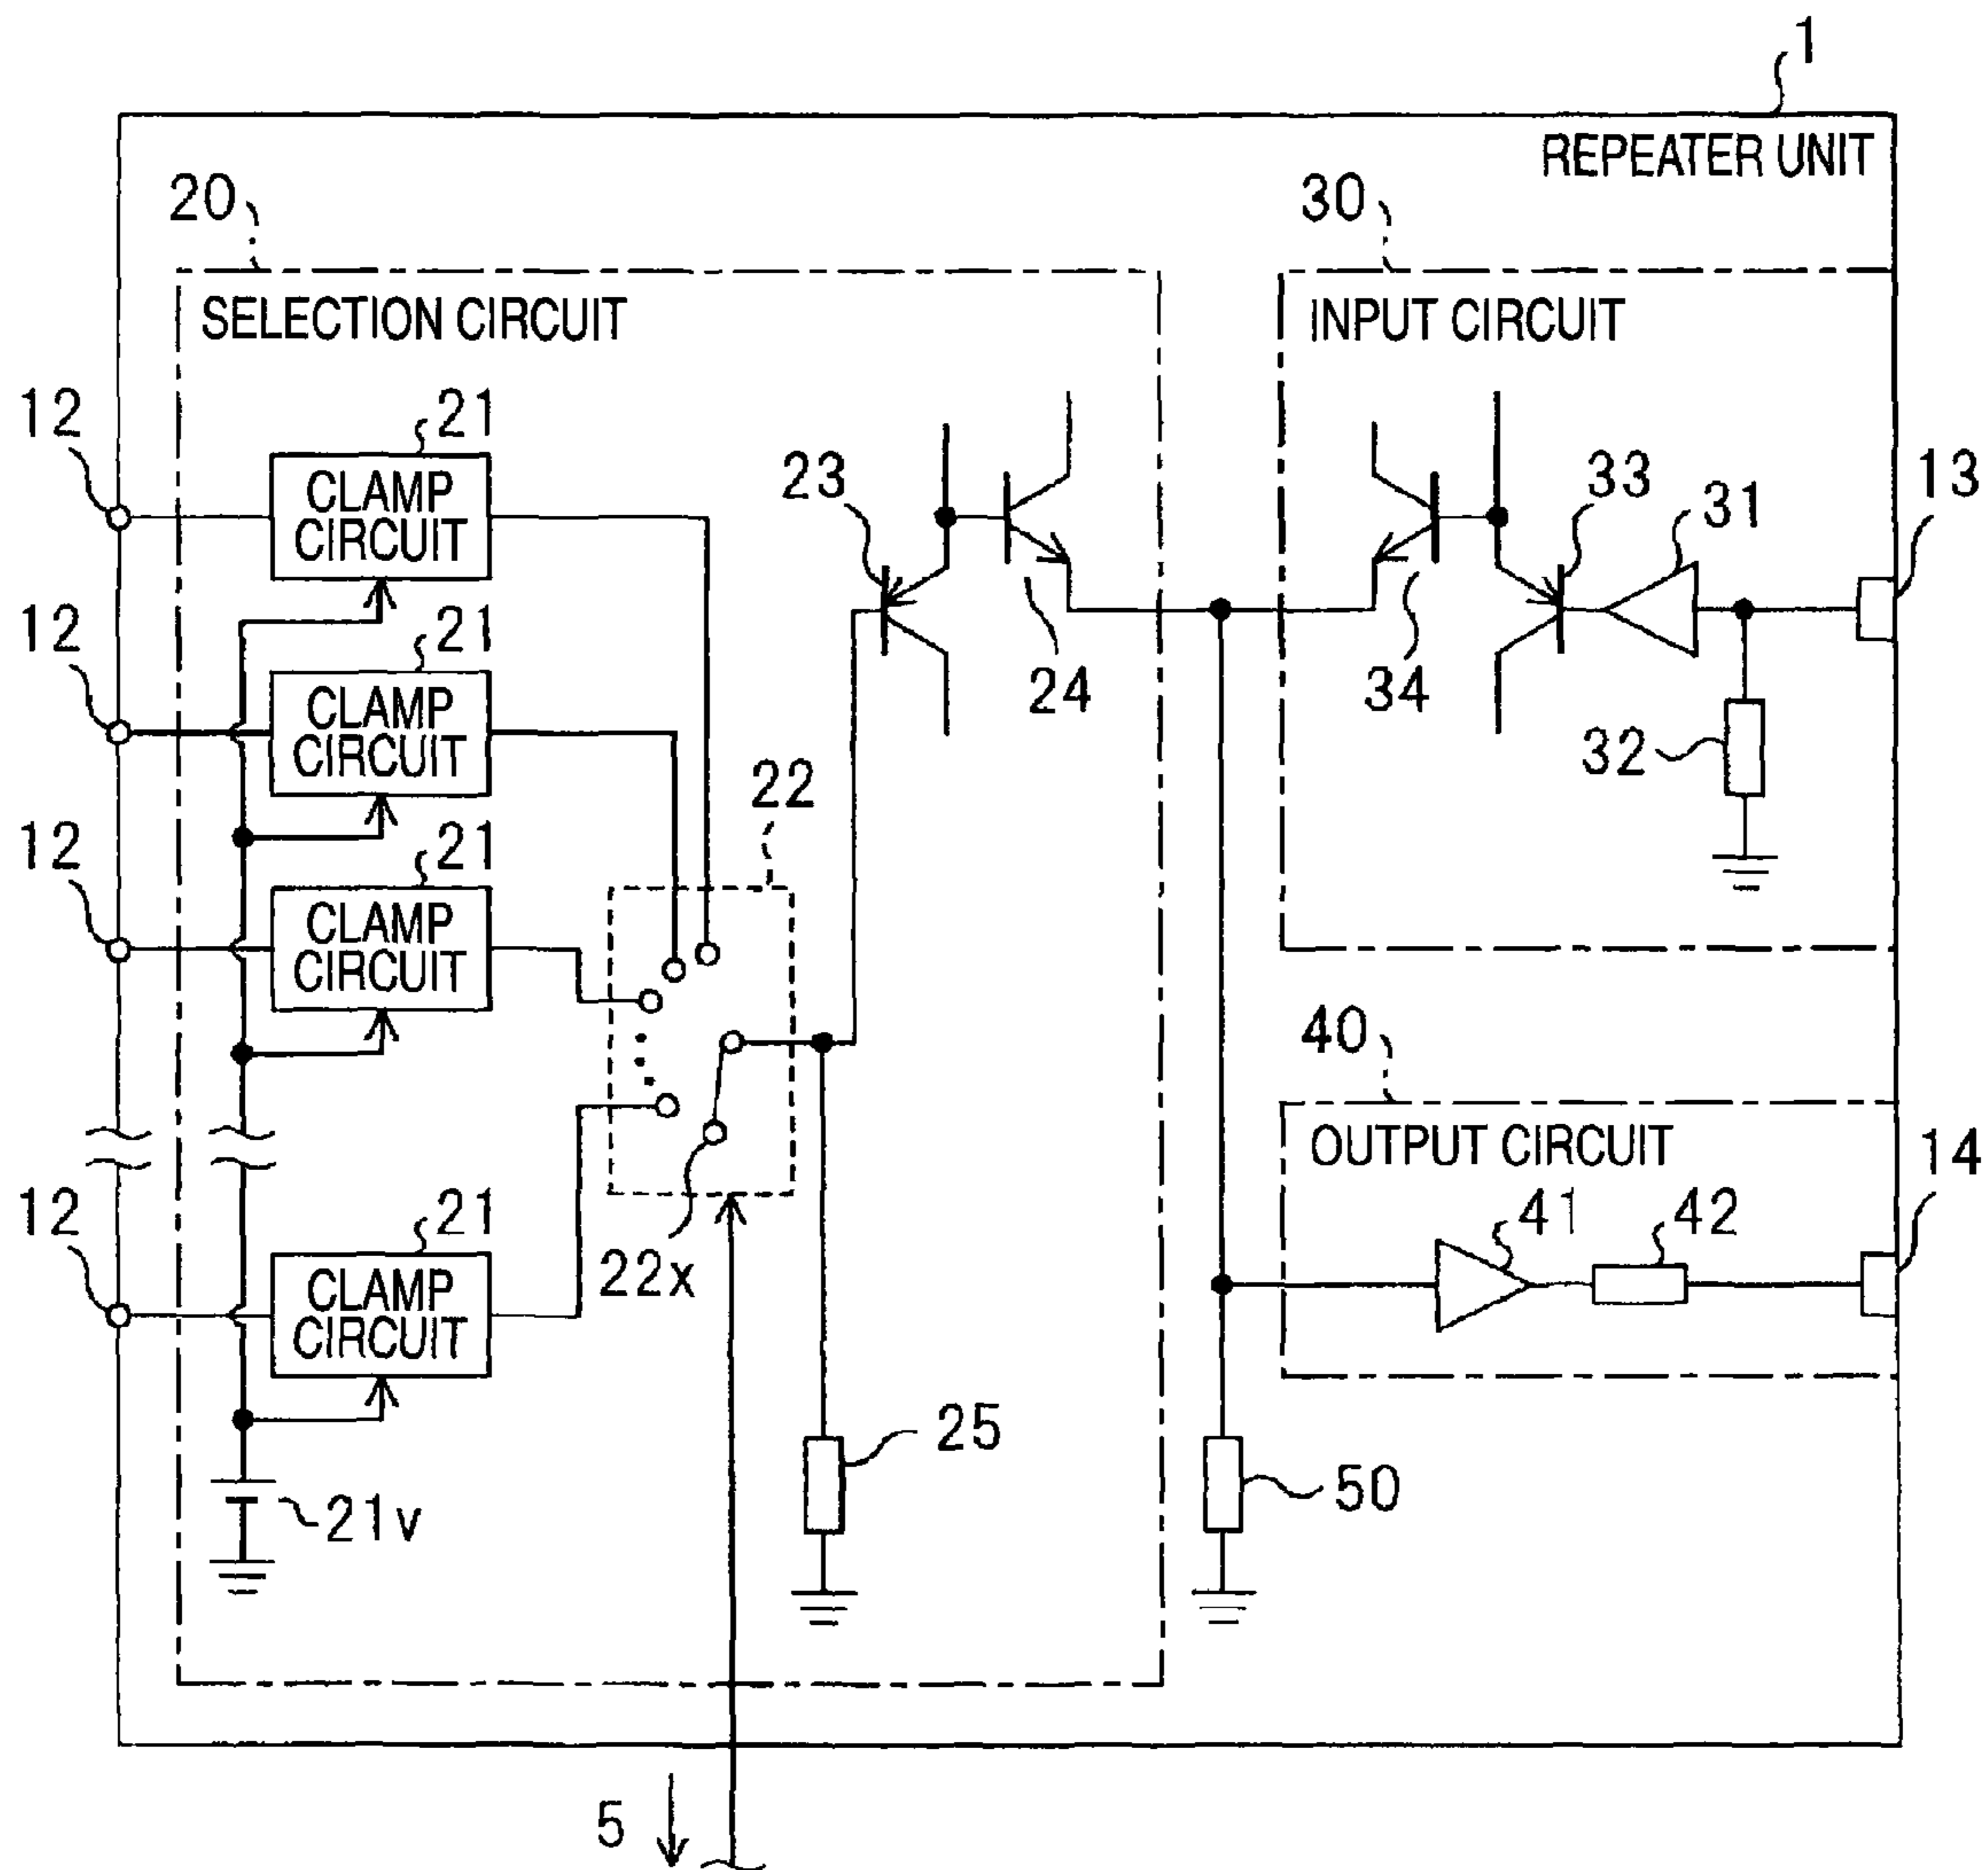 1
REPEATER UNIT
20
30
SELECTION CIRCUIT
INPUT CIRCUIT
12
21
CLAMP
CIRCUIT
23
33
31
13
12
21
CLAMP
CIRCUIT
24
34
32
22
12
21
CLAMP
CIRCUIT
40
OUTPUT CIRCUIT
14
12
21
CLAMP
CIRCUIT
22x
41
42
25
50
21v
5